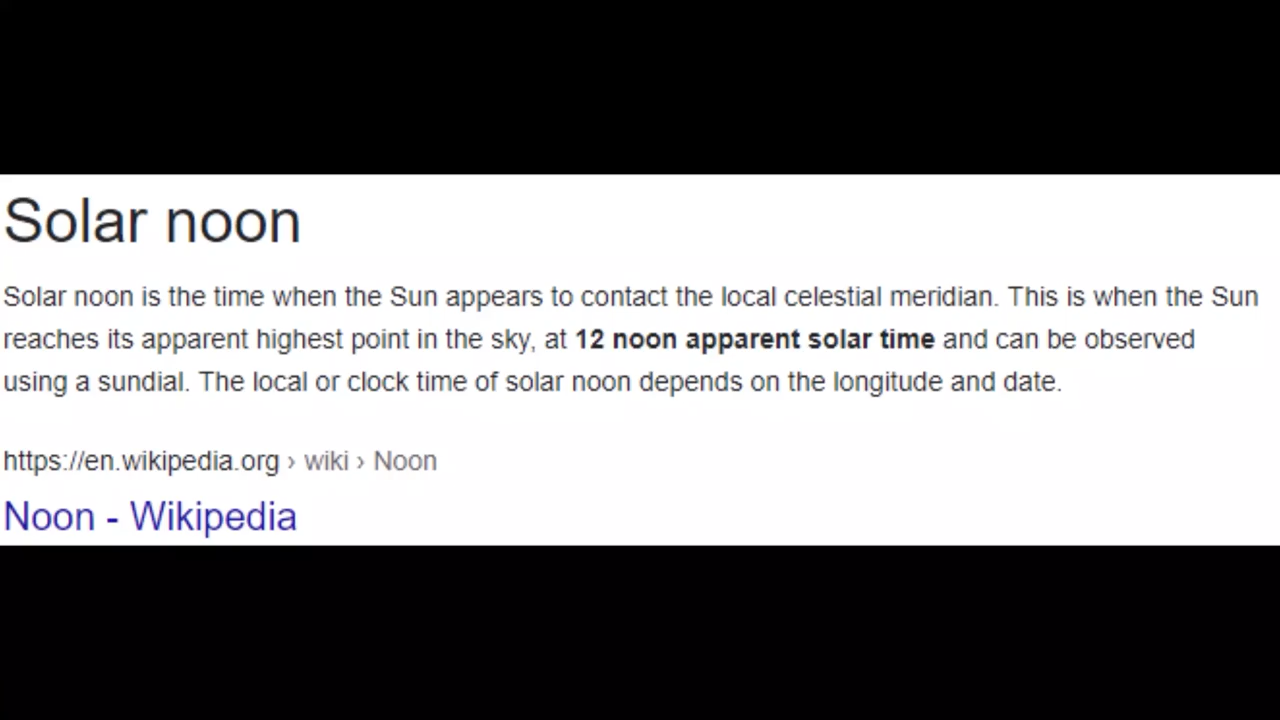 Solar noon
Solar noon is the time when the Sun appears to contact the local celestial meridian. This is when the Sun
reaches its apparent highest point in the sky, at 12 noon apparent solar time and can be observed
using a sundial. The local or clock time of solar noon depends on the longitude and date.
https://en.wikipedia.org › wiki › Noon
Noon - Wikipedia